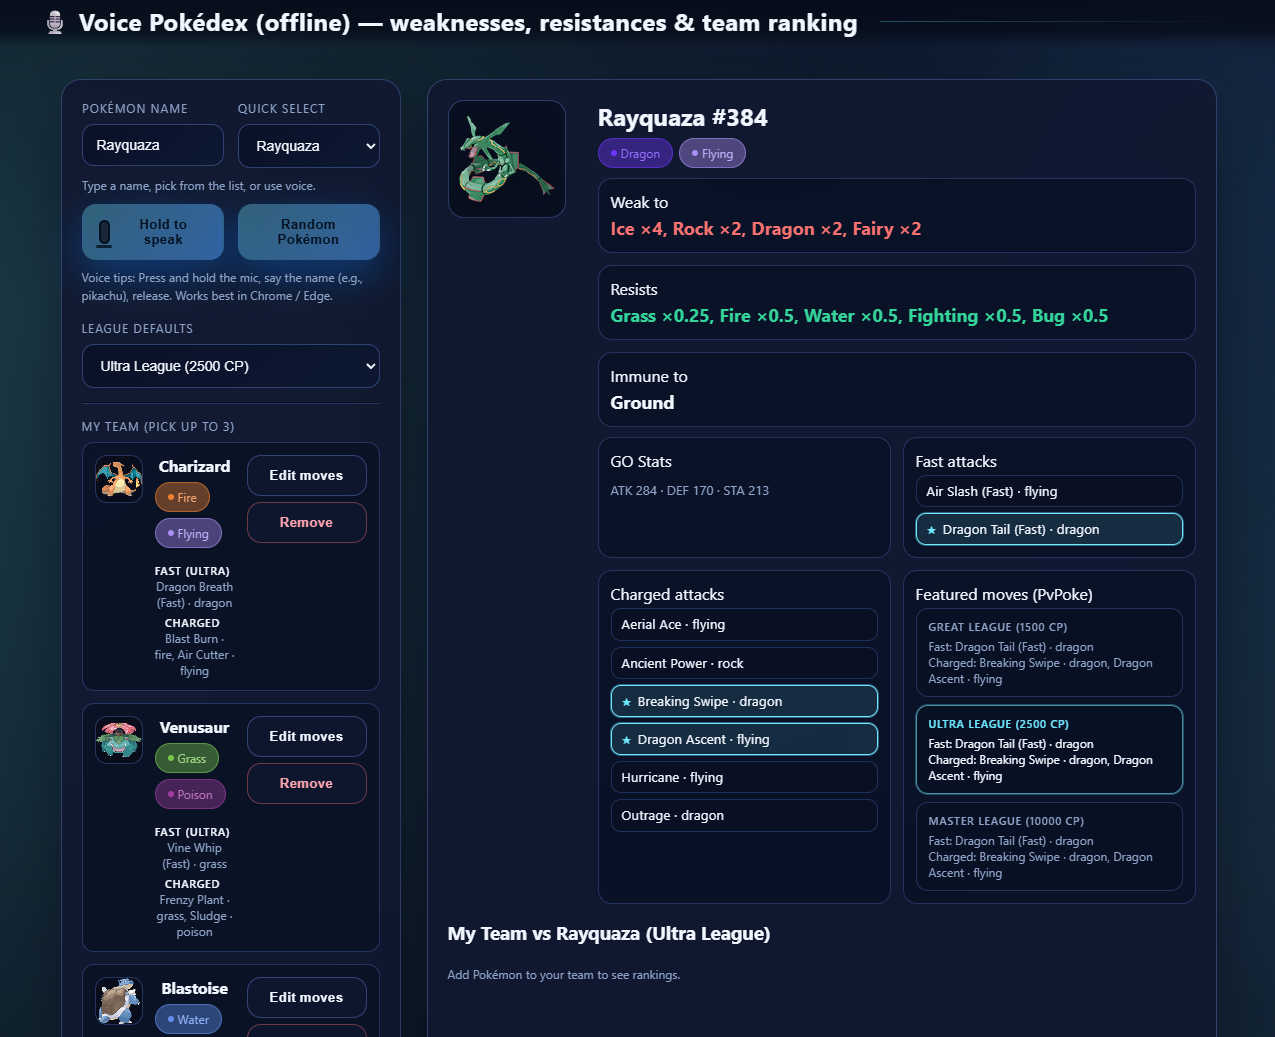 Voice Pokédex (offline) — weaknesses, resistances & team ranking
POKÉMON NAME
QUICK SELECT
Rayquaza
Rayquaza
Type a name, pick from the list, or use voice.
Hold to
speak
Random
Pokémon
Voice tips: Press and hold the mic, say the name (e.g.,
pikachu), release. Works best in Chrome / Edge.
LEAGUE DEFAULTS
Ultra League (2500 CP)
MY TEAM (PICK UP TO 3)
Charizard
Fire
Flying
Edit moves
Remove
FAST (ULTRA)
Dragon Breath
(Fast) · dragon
CHARGED
Blast Burn ·
fire, Air Cutter ·
flying
Venusaur
Grass
Poison
Edit moves
Remove
FAST (ULTRA)
Vine Whip
(Fast) · grass
CHARGED
Frenzy Plant ·
grass, Sludge ·
poison
Blastoise
Water
Edit moves
Rayquaza #384
Dragon
Flying
Weak to
Ice ×4, Rock ×2, Dragon ×2, Fairy ×2
Resists
Grass ×0.25, Fire ×0.5, Water ×0.5, Fighting ×0.5, Bug ×0.5
Immune to
Ground
GO Stats
ATK 284 · DEF 170 · STA 213
Fast attacks
Air Slash (Fast) · flying
★ Dragon Tail (Fast) · dragon
Charged attacks
Aerial Ace · flying
Ancient Power · rock
★ Breaking Swipe · dragon
★ Dragon Ascent · flying
Hurricane · flying
Outrage · dragon
Featured moves (PvPoke)
GREAT LEAGUE (1500 CP)
Fast: Dragon Tail (Fast) · dragon
Charged: Breaking Swipe · dragon, Dragon
Ascent · flying
ULTRA LEAGUE (2500 CP)
Fast: Dragon Tail (Fast) · dragon
Charged: Breaking Swipe · dragon, Dragon
Ascent · flying
MASTER LEAGUE (10000 CP)
Fast: Dragon Tail (Fast) · dragon
Charged: Breaking Swipe · dragon, Dragon
Ascent · flying
My Team vs Rayquaza (Ultra League)
Add Pokémon to your team to see rankings.